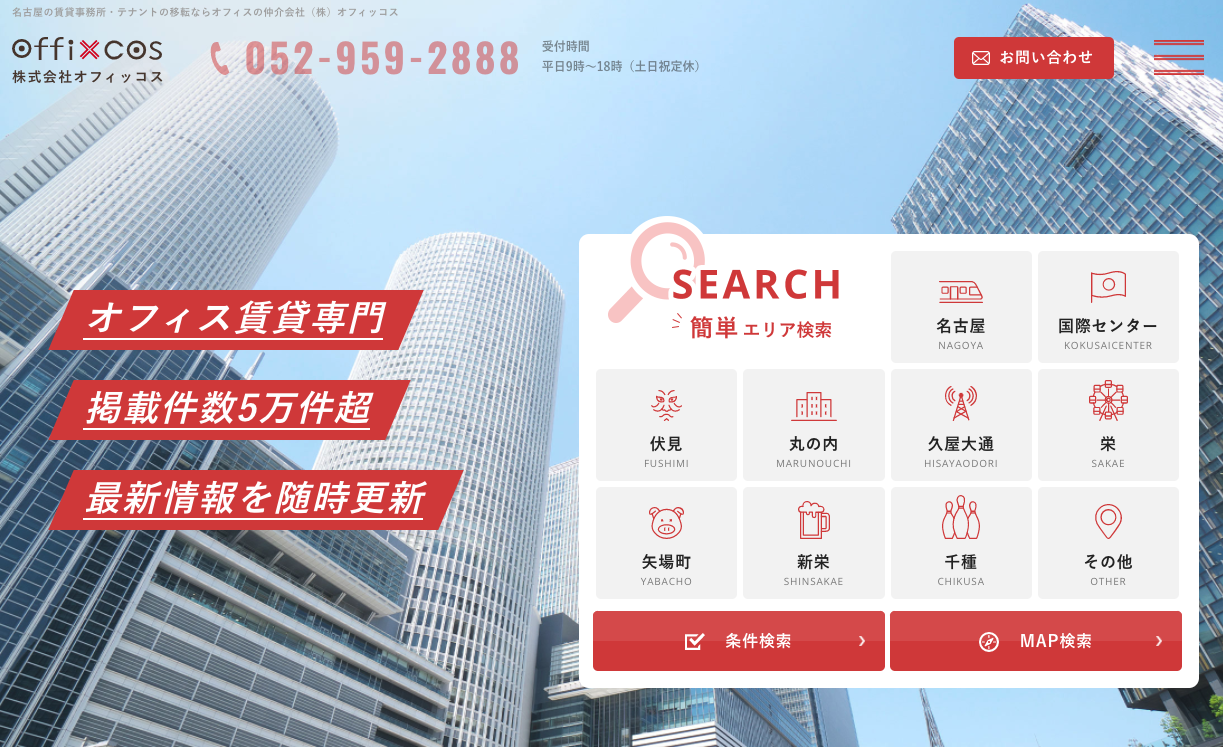 名古屋の賃貸事務所・テナントの移転ならオフィスの仲介会社（株）オフィッコス
offixcos
株式会社オフィッコス
052-959-2888
受付時間
平日9時〜18時（土日祝定休）
お問い合わせ
オフィス賃貸専門
掲載件数5万件超
最新情報を随時更新
SEARCH
簡単エリア検索
名古屋
NAGOYA
国際センター
KOKUSAICENTER
伏見
FUSHIMI
丸の内
MARUNOUCHI
久屋大通
HISAYAODORI
栄
SAKAE
矢場町
YABACHO
新栄
SHINSAKAE
千種
CHIKUSA
その他
OTHER
条件検索
MAP検索